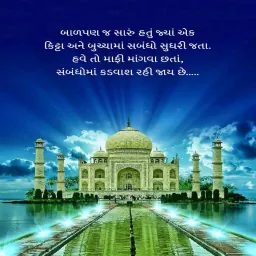 બાળપણ જ સારું હતું જ્યાં એક
કિટ્ટા અને બુચ્ચામાં સબંધો સુધરી જતા.
હવે તો માફી માંગવા છતાં,
સંબંધોમાં કડવાશ રહી જાય છે.....